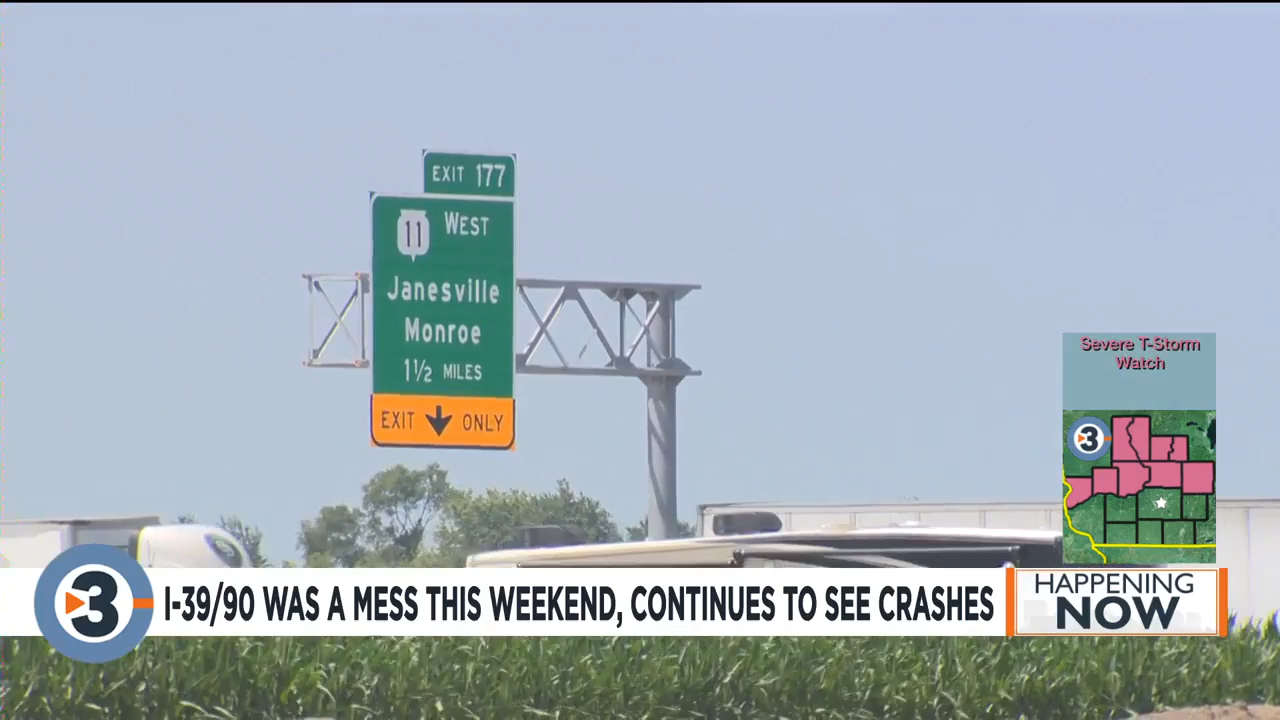 EXIT 177
11 WEST
Janesville
Monroe
1½ MILES
EXIT ONLY
Severe T-Storm
Watch
3
3
I-39/90 WAS A MESS THIS WEEKEND, CONTINUES TO SEE CRASHES
HAPPENING
NOW